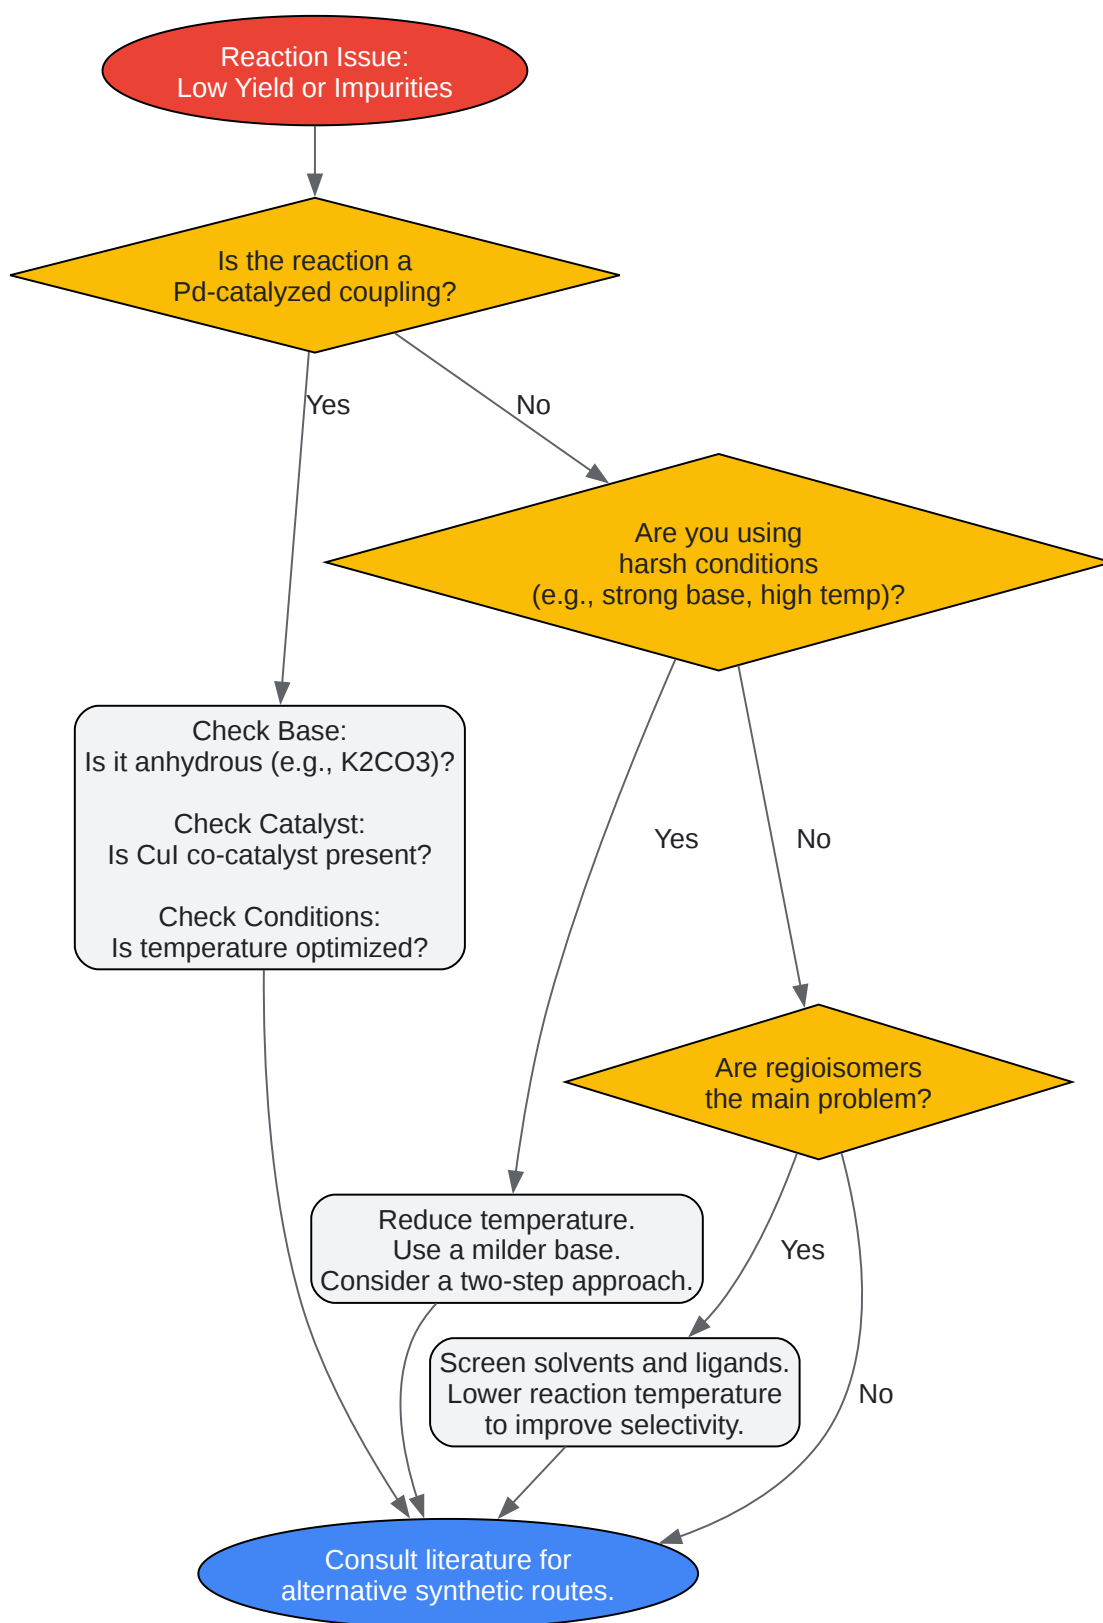 Reaction Issue:
Low Yield or Impurities
Is the reaction a
Pd-catalyzed coupling?
Yes
No
Are you using
harsh conditions
(e.g., strong base, high temp)?
Check Base:
Is it anhydrous (e.g., K2CO3)?
Check Catalyst:
Is CuI co-catalyst present?
Check Conditions:
Is temperature optimized?
Yes
No
Are regioisomers
the main problem?
Reduce temperature.
Use a milder base.
Consider a two-step approach.
Yes
Screen solvents and ligands.
Lower reaction temperature
to improve selectivity.
No
Consult literature for
alternative synthetic routes.